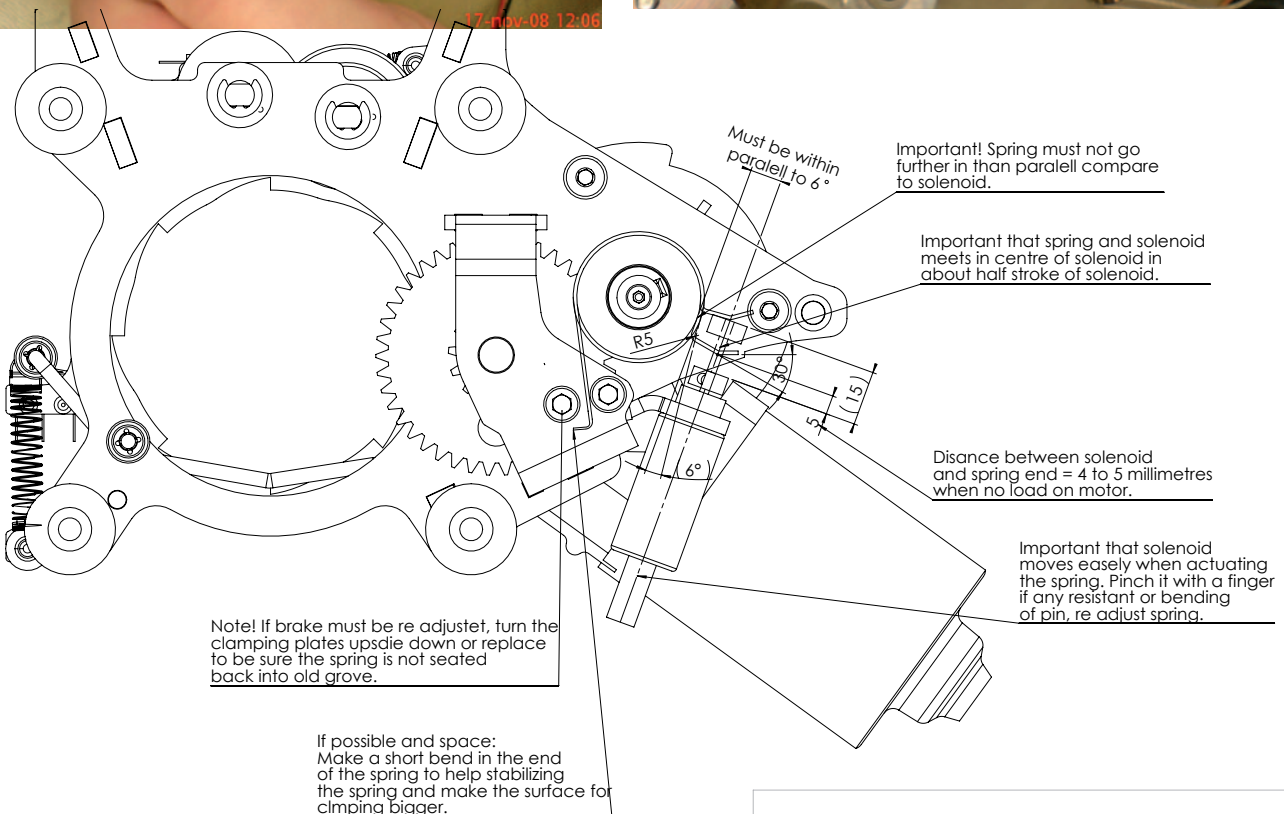 17-nov-08 12:06
Must be within
paralell to 6°
Important! Spring must not go
further in than paralell compare
to solenoid.
Important that spring and solenoid
meets in centre of solenoid in
about half stroke of solenoid.
R5
30°
(15)
5
(6°)
Disance between solenoid
and spring end = 4 to 5 millimetres
when no load on motor.
Important that solenoid
moves easely when actuating
the spring. Pinch it with a finger
if any resistant or bending
of pin, re adjust spring.
Note! If brake must be re adjustet, turn the
clamping plates upsdie down or replace
to be sure the spring is not seated
back into old grove.
If possible and space:
Make a short bend in the end
of the spring to help stabilizing
the spring and make the surface for
clmping bigger.